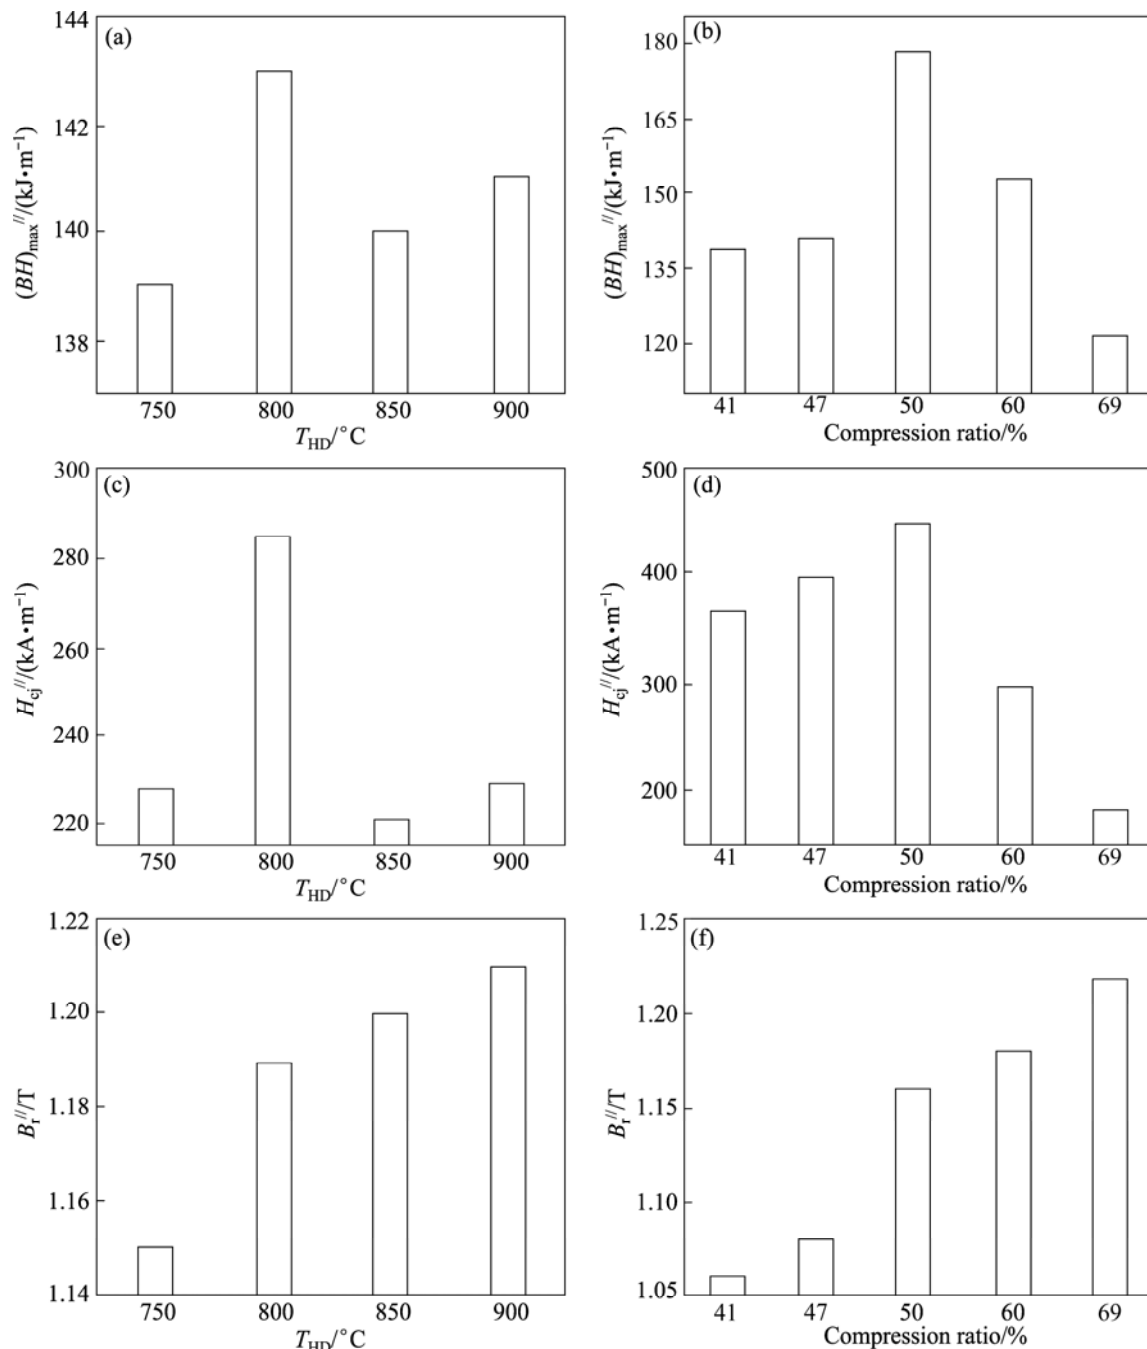 (a)
144
142
140
138
(BH)max//​/(kJ•m−1)
750 800 850 900
THD/°C
(b)
180
165
150
135
120
(BH)max///(kJ•m−1)
41 47 50 60 69
Compression ratio/%
(c)
300
280
260
240
220
Hcj///(kA•m−1)
750 800 850 900
THD/°C
(d)
500
400
300
200
Hcj///(kA•m−1)
41 47 50 60 69
Compression ratio/%
(e)
1.22
1.20
1.18
1.16
1.14
Br///T
750 800 850 900
THD/°C
(f)
1.25
1.20
1.15
1.10
1.05
Br///T
41 47 50 60 69
Compression ratio/%